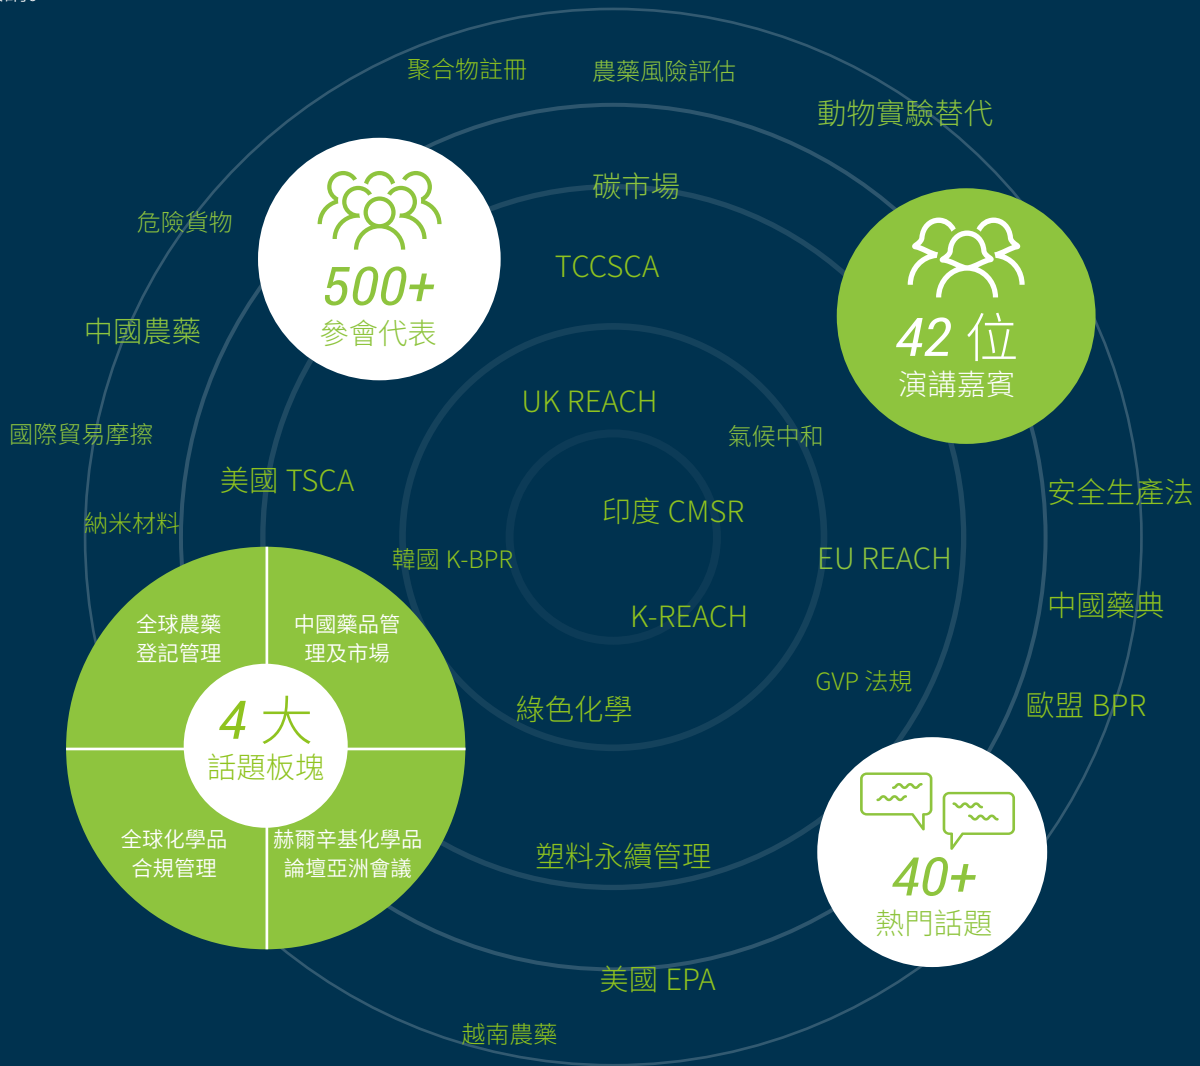 聚合物註冊
農藥風險評估
動物實驗替代
碳市場
危險貨物
TCCSCA
500+
參會代表
42 位
演講嘉賓
中國農藥
UK REACH
國際貿易摩擦
氣候中和
美國 TSCA
安全生產法
納米材料
印度 CMSR
韓國 K-BPR
EU REACH
中國藥典
K-REACH
全球農藥
登記管理
中國藥品管
理及市場
GVP 法規
歐盟 BPR
綠色化學
4 大
話題板塊
全球化學品
合規管理
赫爾辛基化學品
論壇亞洲會議
塑料永續管理
40+
熱門話題
美國 EPA
越南農藥